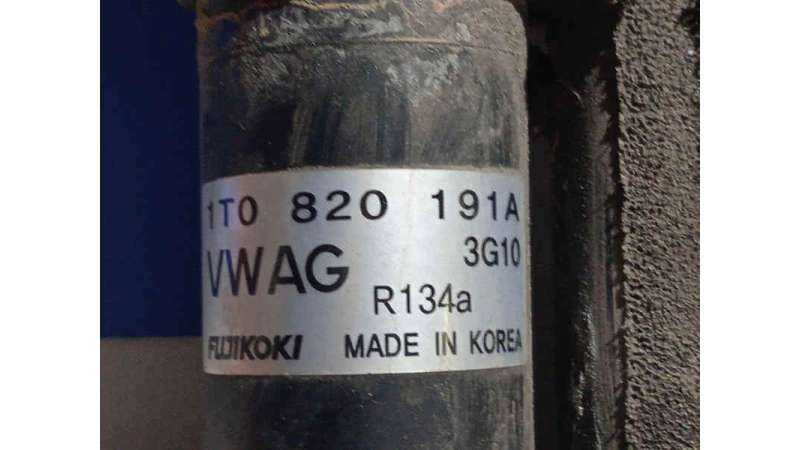 1T0 820 191A
VWAG 3G10
R134a
FUJIKOKI MADE IN KOREA